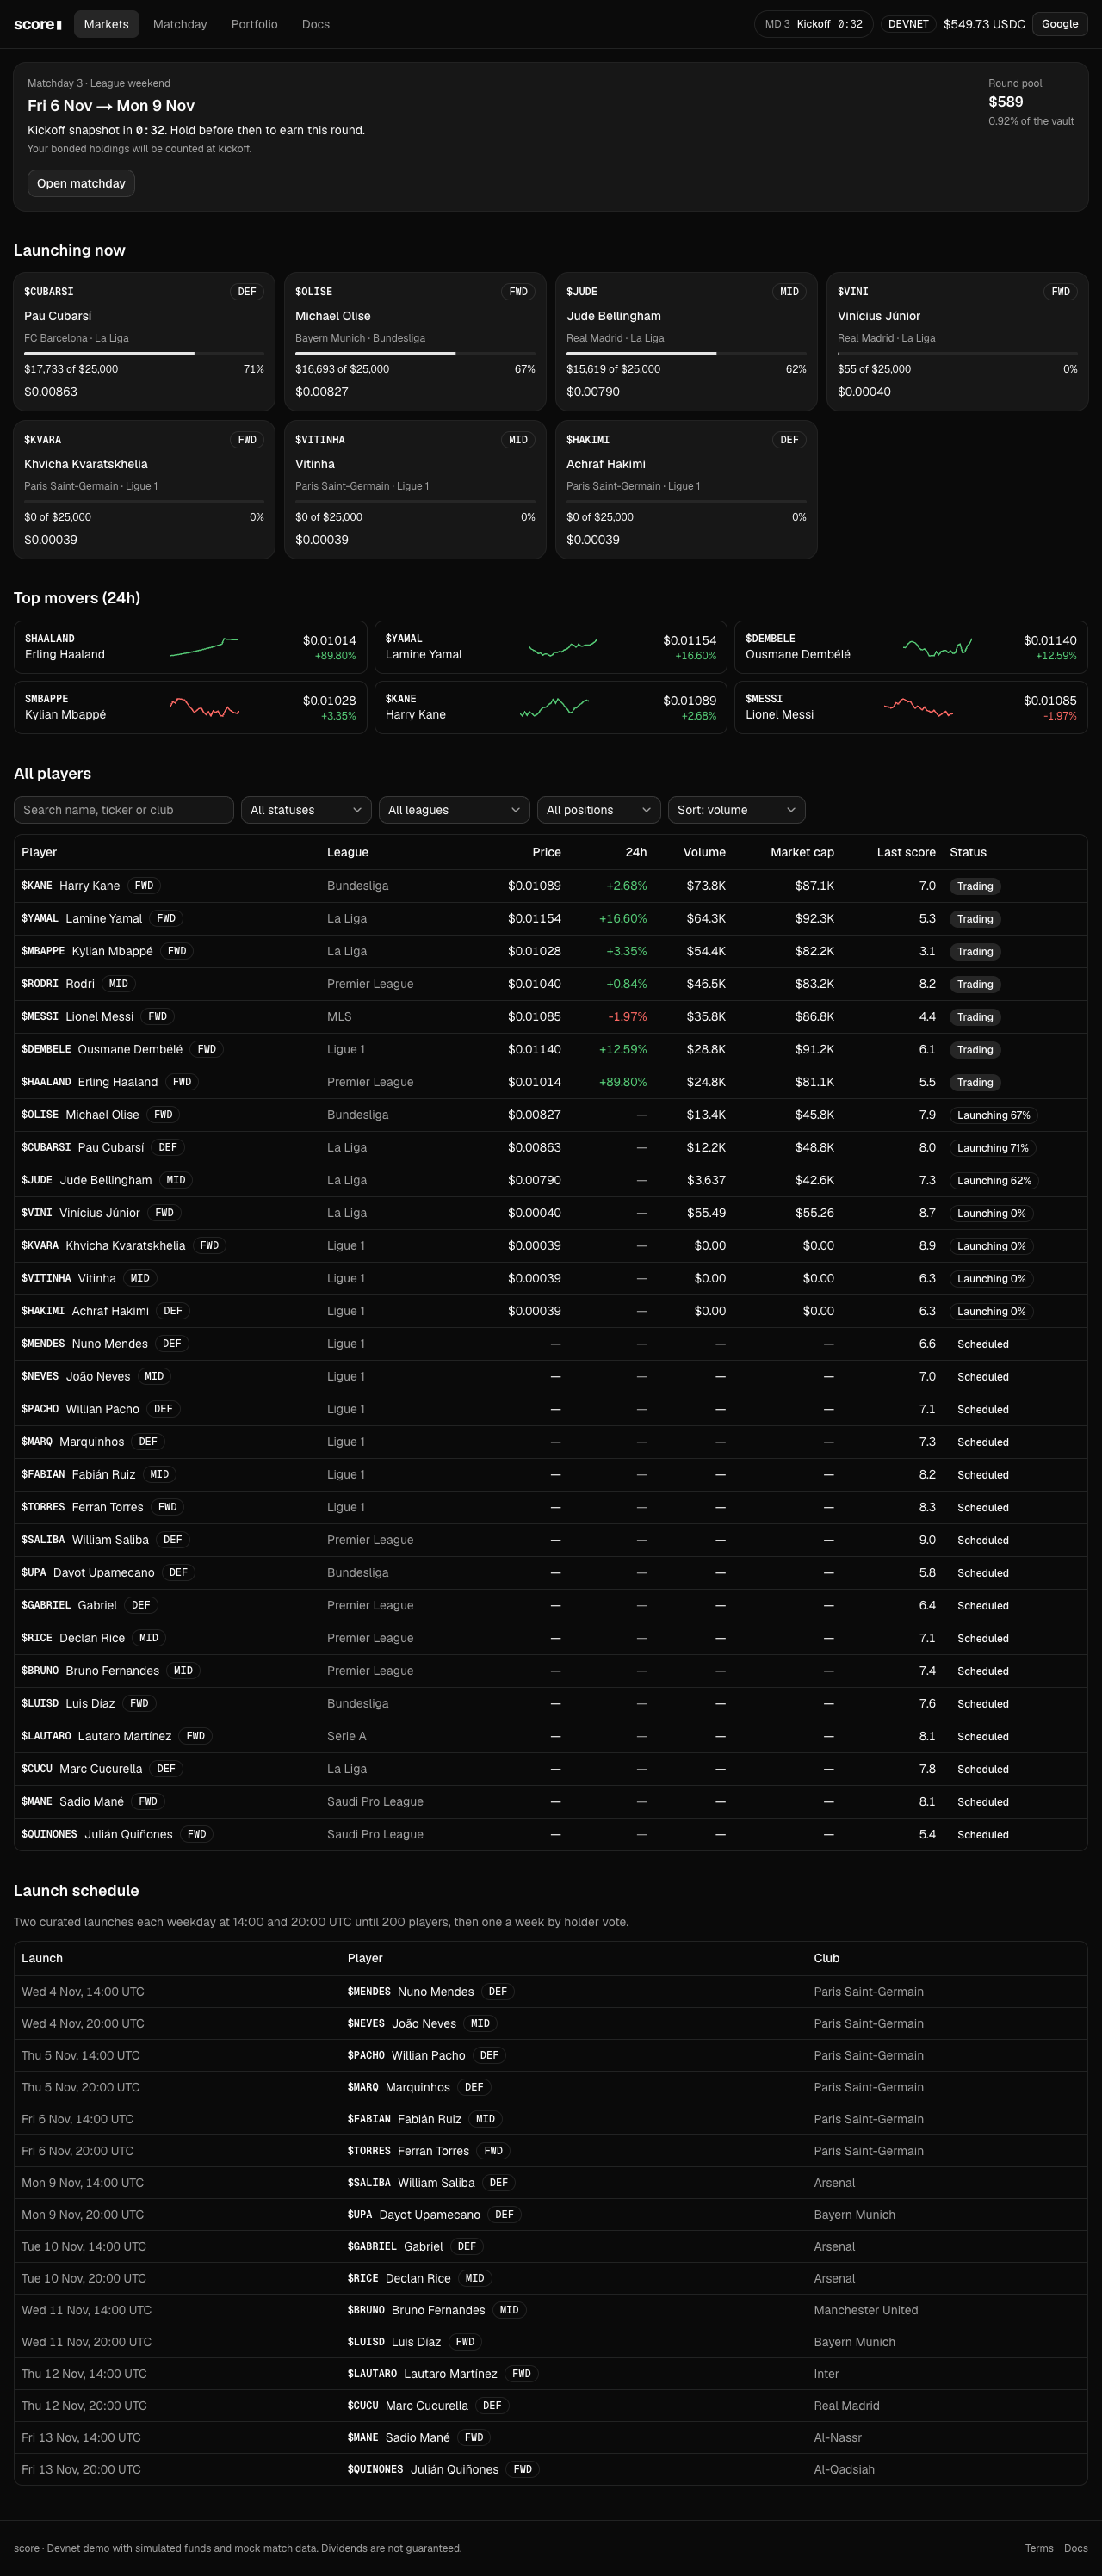 score
Markets
Matchday
Portfolio
Docs
MD 3 Kickoff 0:32
DEVNET
$549.73 USDC
Google
Matchday 3 · League weekend
Fri 6 Nov → Mon 9 Nov
Kickoff snapshot in 0:32. Hold before then to earn this round.
Your bonded holdings will be counted at kickoff.
Open matchday
Round pool
$589
0.92% of the vault
Launching now
$CUBARSI DEF
Pau Cubarsí
FC Barcelona · La Liga
$17,733 of $25,000 71%
$0.00863
$OLISE FWD
Michael Olise
Bayern Munich · Bundesliga
$16,693 of $25,000 67%
$0.00827
$JUDE MID
Jude Bellingham
Real Madrid · La Liga
$15,619 of $25,000 62%
$0.00790
$VINI FWD
Vinícius Júnior
Real Madrid · La Liga
$55 of $25,000 0%
$0.00040
$KVARA FWD
Khvicha Kvaratskhelia
Paris Saint-Germain · Ligue 1
$0 of $25,000 0%
$0.00039
$VITINHA MID
Vitinha
Paris Saint-Germain · Ligue 1
$0 of $25,000 0%
$0.00039
$HAKIMI DEF
Achraf Hakimi
Paris Saint-Germain · Ligue 1
$0 of $25,000 0%
$0.00039
Top movers (24h)
$HAALAND
Erling Haaland
$0.01014
+89.80%
$YAMAL
Lamine Yamal
$0.01154
+16.60%
$DEMBELE
Ousmane Dembélé
$0.01140
+12.59%
$MBAPPE
Kylian Mbappé
$0.01028
+3.35%
$KANE
Harry Kane
$0.01089
+2.68%
$MESSI
Lionel Messi
$0.01085
-1.97%
All players
Search name, ticker or club
All statuses
All leagues
All positions
Sort: volume
Player League Price 24h Volume Market cap Last score Status
$KANE Harry Kane FWD Bundesliga $0.01089 +2.68% $73.8K $87.1K 7.0 Trading
$YAMAL Lamine Yamal FWD La Liga $0.01154 +16.60% $64.3K $92.3K 5.3 Trading
$MBAPPE Kylian Mbappé FWD La Liga $0.01028 +3.35% $54.4K $82.2K 3.1 Trading
$RODRI Rodri MID Premier League $0.01040 +0.84% $46.5K $83.2K 8.2 Trading
$MESSI Lionel Messi FWD MLS $0.01085 -1.97% $35.8K $86.8K 4.4 Trading
$DEMBELE Ousmane Dembélé FWD Ligue 1 $0.01140 +12.59% $28.8K $91.2K 6.1 Trading
$HAALAND Erling Haaland FWD Premier League $0.01014 +89.80% $24.8K $81.1K 5.5 Trading
$OLISE Michael Olise FWD Bundesliga $0.00827 — $13.4K $45.8K 7.9 Launching 67%
$CUBARSI Pau Cubarsí DEF La Liga $0.00863 — $12.2K $48.8K 8.0 Launching 71%
$JUDE Jude Bellingham MID La Liga $0.00790 — $3,637 $42.6K 7.3 Launching 62%
$VINI Vinícius Júnior FWD La Liga $0.00040 — $55.49 $55.26 8.7 Launching 0%
$KVARA Khvicha Kvaratskhelia FWD Ligue 1 $0.00039 — $0.00 $0.00 8.9 Launching 0%
$VITINHA Vitinha MID Ligue 1 $0.00039 — $0.00 $0.00 6.3 Launching 0%
$HAKIMI Achraf Hakimi DEF Ligue 1 $0.00039 — $0.00 $0.00 6.3 Launching 0%
$MENDES Nuno Mendes DEF Ligue 1 — — — — 6.6 Scheduled
$NEVES João Neves MID Ligue 1 — — — — 7.0 Scheduled
$PACHO Willian Pacho DEF Ligue 1 — — — — 7.1 Scheduled
$MARQ Marquinhos DEF Ligue 1 — — — — 7.3 Scheduled
$FABIAN Fabián Ruiz MID Ligue 1 — — — — 8.2 Scheduled
$TORRES Ferran Torres FWD Ligue 1 — — — — 8.3 Scheduled
$SALIBA William Saliba DEF Premier League — — — — 9.0 Scheduled
$UPA Dayot Upamecano DEF Bundesliga — — — — 5.8 Scheduled
$GABRIEL Gabriel DEF Premier League — — — — 6.4 Scheduled
$RICE Declan Rice MID Premier League — — — — 7.1 Scheduled
$BRUNO Bruno Fernandes MID Premier League — — — — 7.4 Scheduled
$LUISD Luis Díaz FWD Bundesliga — — — — 7.6 Scheduled
$LAUTARO Lautaro Martínez FWD Serie A — — — — 8.1 Scheduled
$CUCU Marc Cucurella DEF La Liga — — — — 7.8 Scheduled
$MANE Sadio Mané FWD Saudi Pro League — — — — 8.1 Scheduled
$QUINONES Julián Quiñones FWD Saudi Pro League — — — — 5.4 Scheduled
Launch schedule
Two curated launches each weekday at 14:00 and 20:00 UTC until 200 players, then one a week by holder vote.
Launch Player Club
Wed 4 Nov, 14:00 UTC $MENDES Nuno Mendes DEF Paris Saint-Germain
Wed 4 Nov, 20:00 UTC $NEVES João Neves MID Paris Saint-Germain
Thu 5 Nov, 14:00 UTC $PACHO Willian Pacho DEF Paris Saint-Germain
Thu 5 Nov, 20:00 UTC $MARQ Marquinhos DEF Paris Saint-Germain
Fri 6 Nov, 14:00 UTC $FABIAN Fabián Ruiz MID Paris Saint-Germain
Fri 6 Nov, 20:00 UTC $TORRES Ferran Torres FWD Paris Saint-Germain
Mon 9 Nov, 14:00 UTC $SALIBA William Saliba DEF Arsenal
Mon 9 Nov, 20:00 UTC $UPA Dayot Upamecano DEF Bayern Munich
Tue 10 Nov, 14:00 UTC $GABRIEL Gabriel DEF Arsenal
Tue 10 Nov, 20:00 UTC $RICE Declan Rice MID Arsenal
Wed 11 Nov, 14:00 UTC $BRUNO Bruno Fernandes MID Manchester United
Wed 11 Nov, 20:00 UTC $LUISD Luis Díaz FWD Bayern Munich
Thu 12 Nov, 14:00 UTC $LAUTARO Lautaro Martínez FWD Inter
Thu 12 Nov, 20:00 UTC $CUCU Marc Cucurella DEF Real Madrid
Fri 13 Nov, 14:00 UTC $MANE Sadio Mané FWD Al-Nassr
Fri 13 Nov, 20:00 UTC $QUINONES Julián Quiñones FWD Al-Qadsiah
score · Devnet demo with simulated funds and mock match data. Dividends are not guaranteed.
Terms
Docs